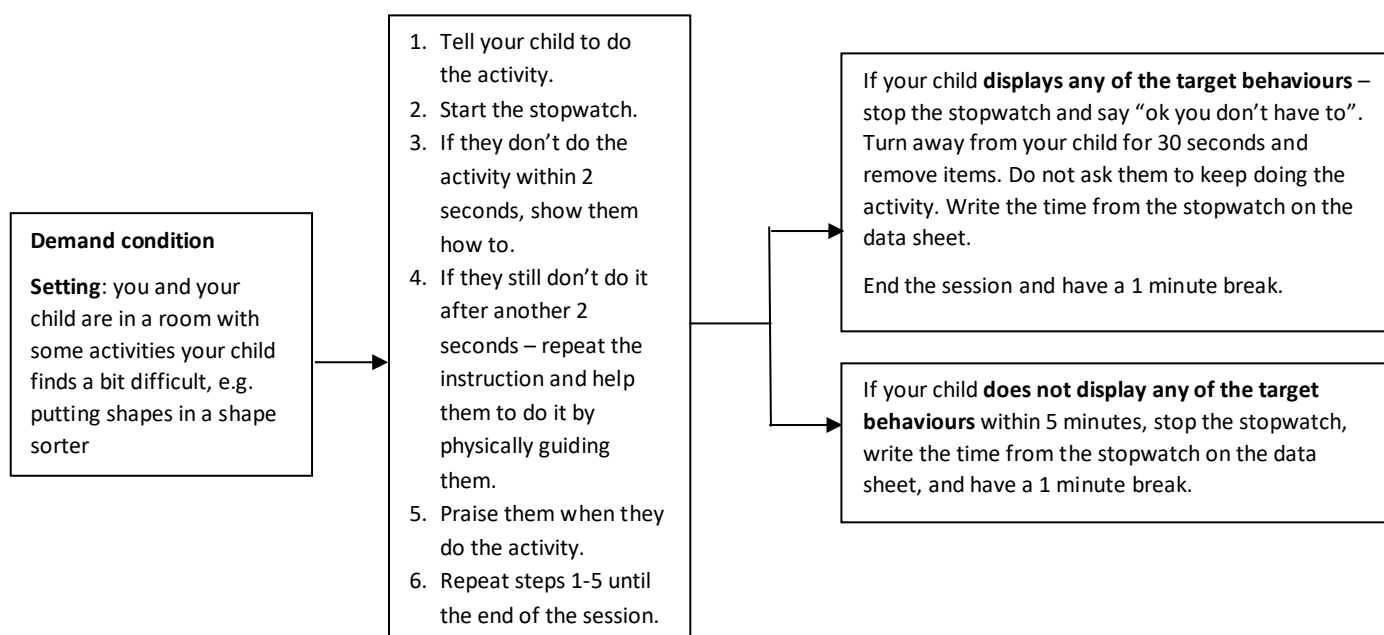 Demand condition
Setting: you and your
child are in a room with
some activities your child
finds a bit difficult, e.g.
putting shapes in a shape
sorter
1. Tell your child to do
the activity.
2. Start the stopwatch.
3. If they don’t do the
activity within 2
seconds, show them
how to.
4. If they still don’t do it
after another 2
seconds – repeat the
instruction and help
them to do it by
physically guiding
them.
5. Praise them when they
do the activity.
6. Repeat steps 1-5 until
the end of the session.
If your child displays any of the target behaviours –
stop the stopwatch and say “ok you don’t have to”.
Turn away from your child for 30 seconds and
remove items. Do not ask them to keep doing the
activity. Write the time from the stopwatch on the
data sheet.
End the session and have a 1 minute break.
If your child does not display any of the target
behaviours within 5 minutes, stop the stopwatch,
write the time from the stopwatch on the data
sheet, and have a 1 minute break.